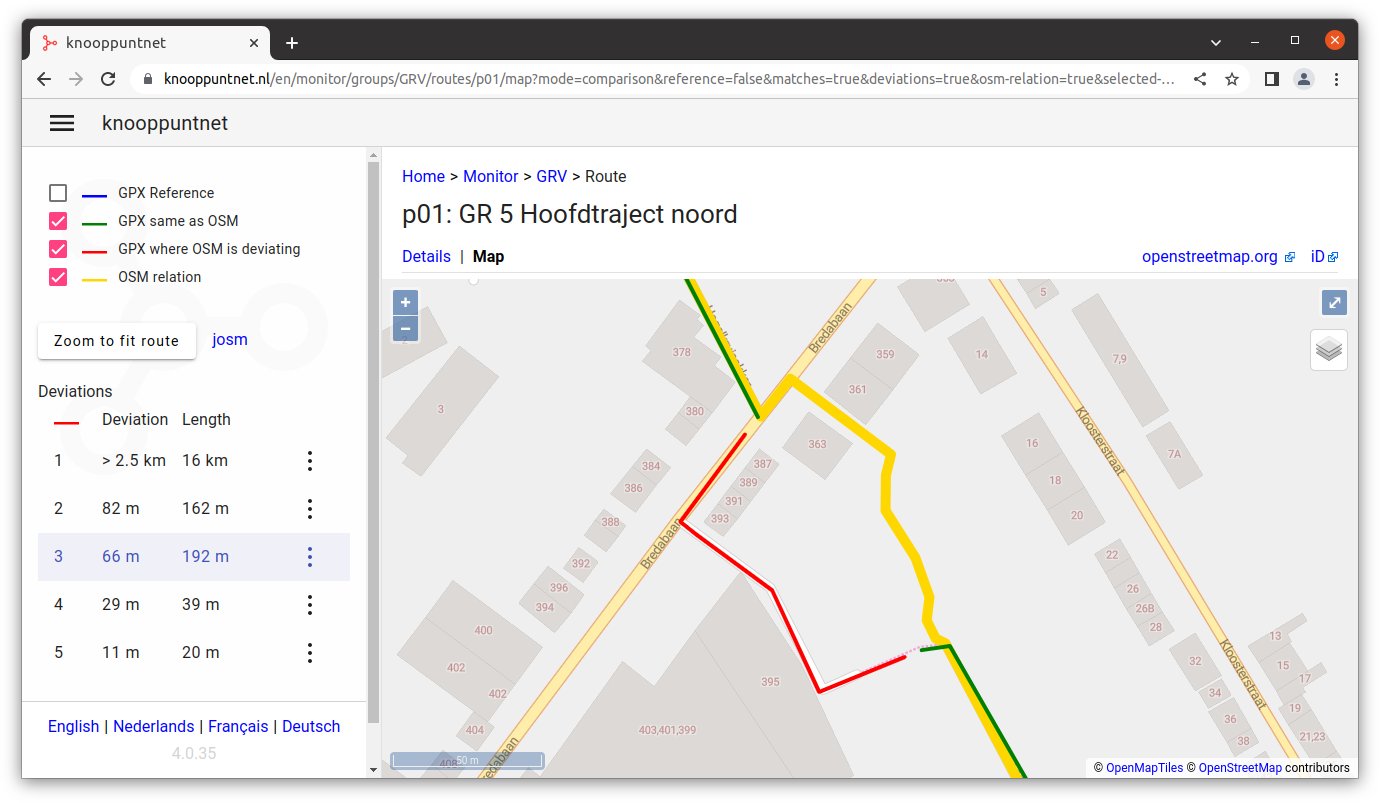 knooppuntnet
knooppuntnet.nl/en/monitor/groups/GRV/routes/p01/map?mode=comparison&reference=false&matches=true&deviations=true&osm-relation=true&selected-...
knooppuntnet
GPX Reference
GPX same as OSM
GPX where OSM is deviating
OSM relation
Zoom to fit route
josm
Deviations
Deviation Length
1 > 2.5 km 16 km
2 82 m 162 m
3 66 m 192 m
4 29 m 39 m
5 11 m 20 m
English | Nederlands | Français | Deutsch
4.0.35
Home > Monitor > GRV > Route
p01: GR 5 Hoofdtraject noord
Details | Map
openstreetmap.org iD
+
−
Bredabaan
Bredabaan
Bredabaan
Kloosterstraat
Kloosterstraat
378
3
380
384
386
388
392
396
394
400
402
402
404
408
359
361
363
387
389
391
393
395
403,401,399
5
14
7,9
7A
16
18
20
22
26
26B
28
32
34
36
38
13
15
17
19
21,23
50 m
© OpenMapTiles © OpenStreetMap contributors